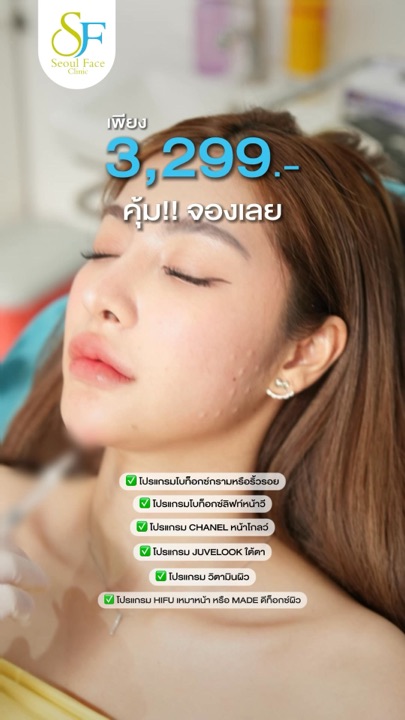 SF
Seoul Face
Clinic
เพียง
3,299.-
คุ้ม!! จองเลย
✅ โปรแกรมโบท็อกซ์กรามหรือริ้วรอย
✅ โปรแกรมโบท็อกซ์ลิฟท์หน้าวี
✅ โปรแกรม CHANEL หน้าโกลว์
✅ โปรแกรม JUVELOOK ใต้ตา
✅ โปรแกรม วิตามินผิว
✅ โปรแกรม HIFU เหมาหน้า หรือ MADE ดีท็อกซ์ผิว